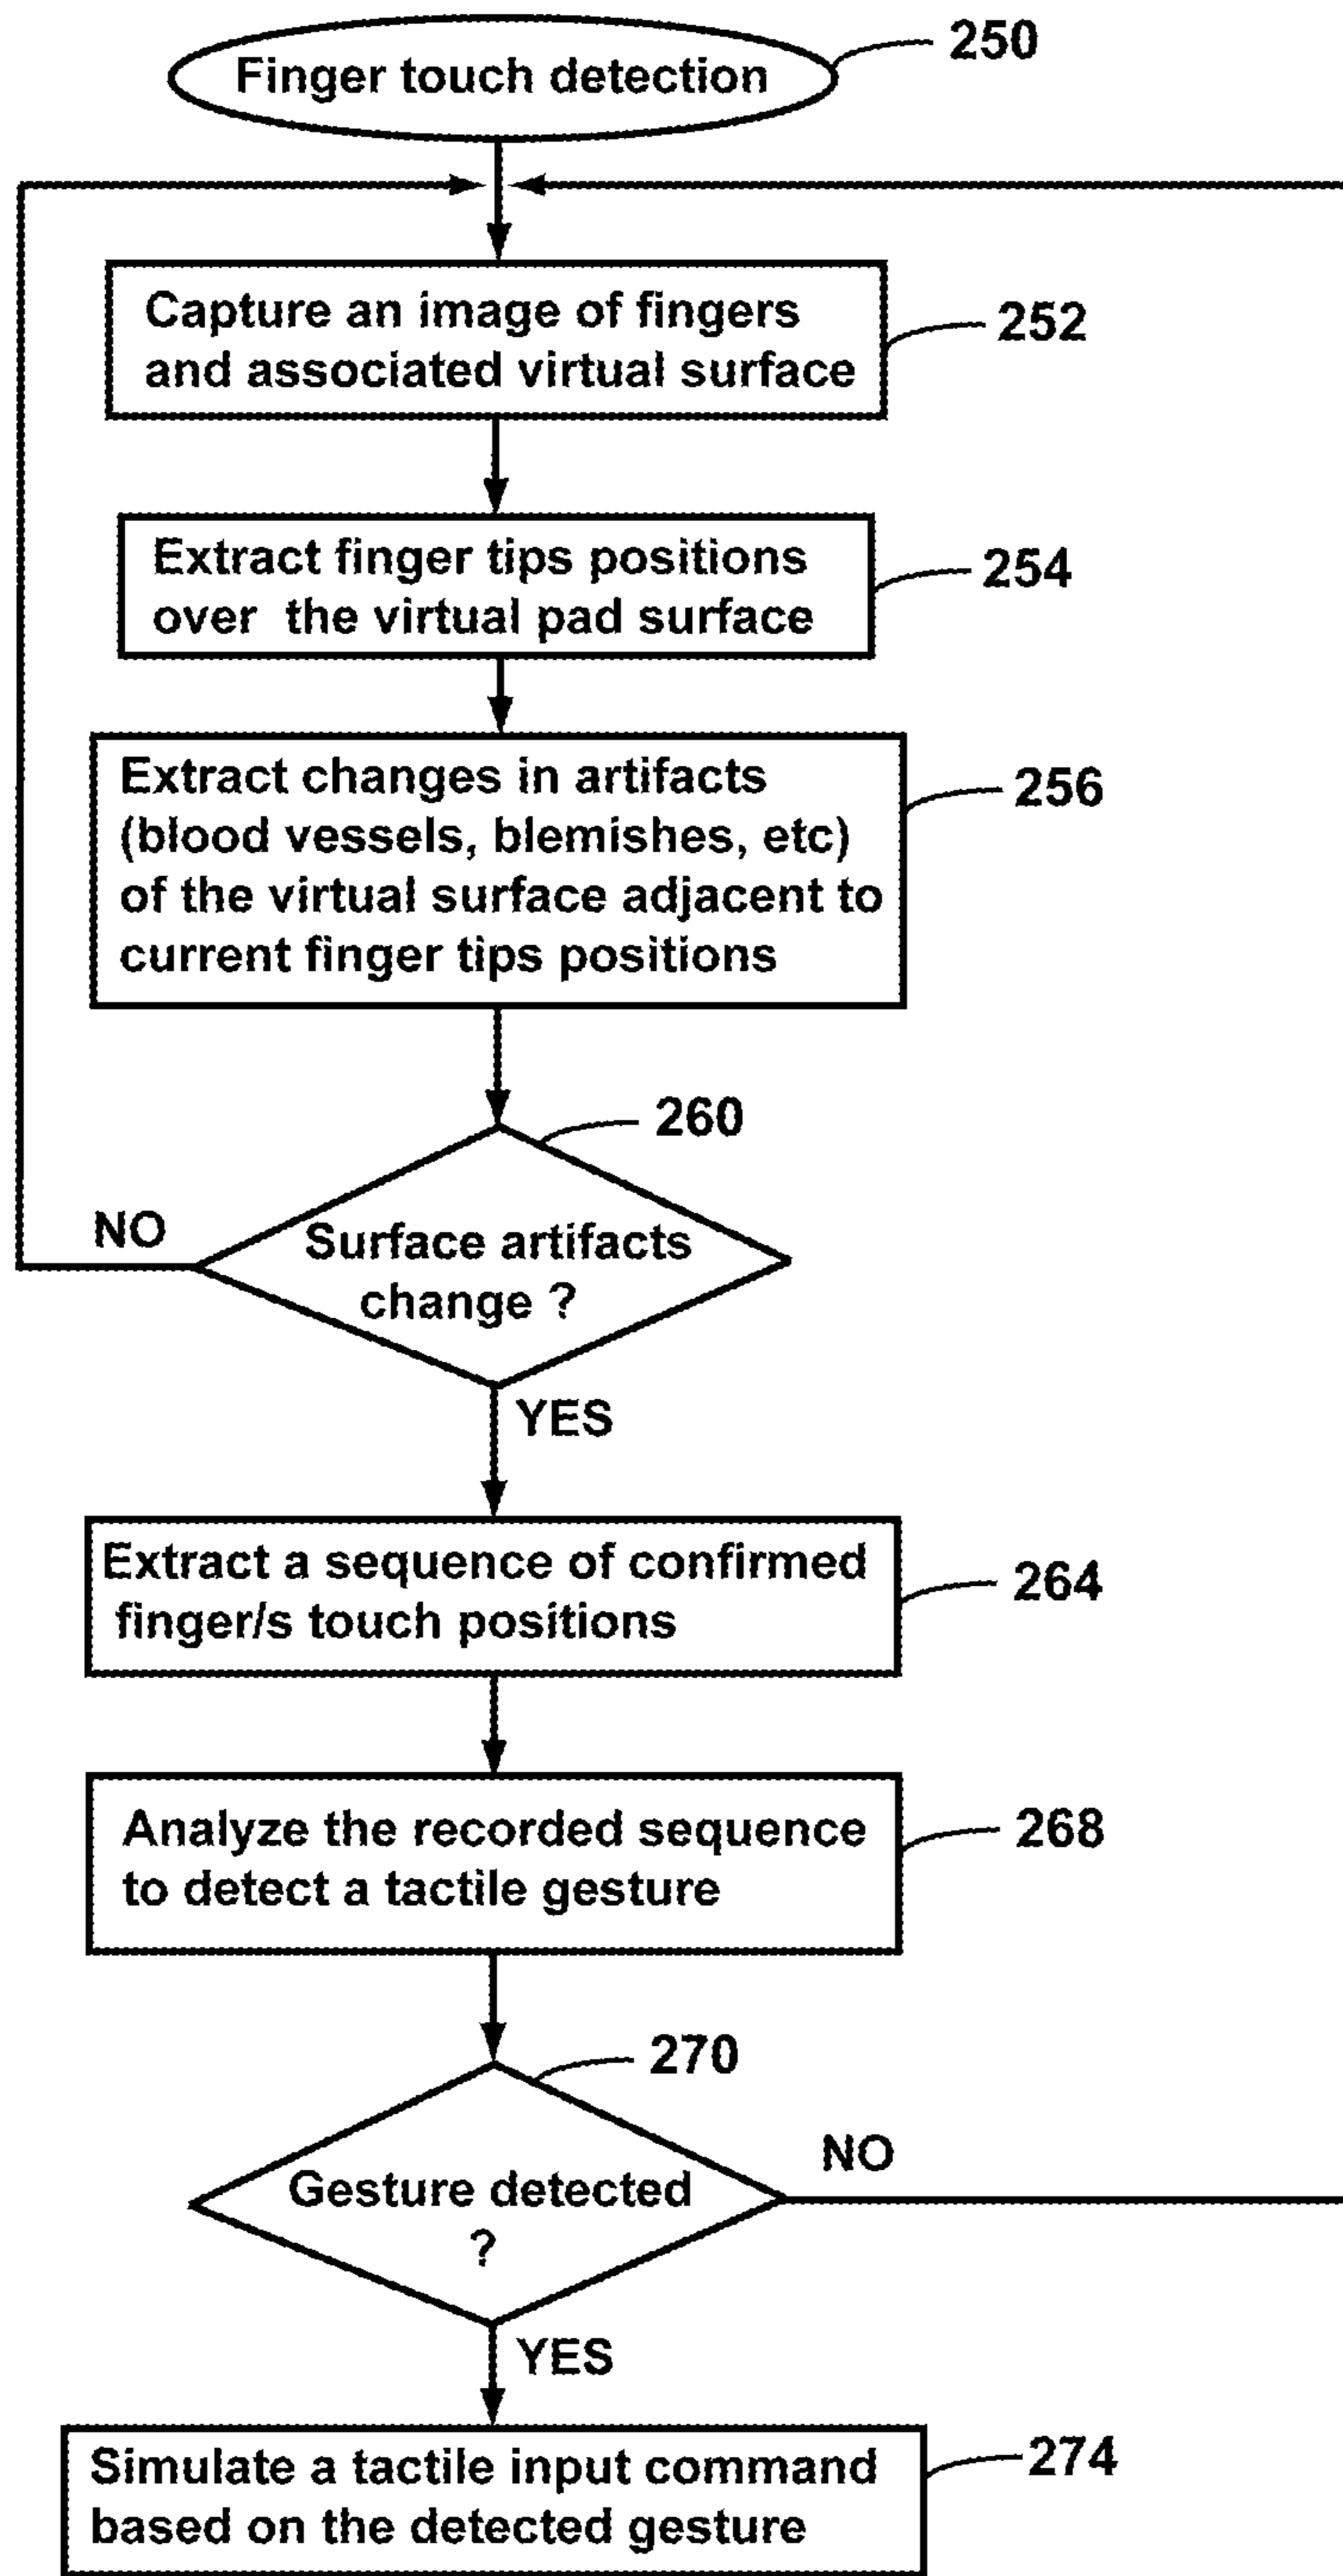 Finger touch detection
250
Capture an image of fingers
and associated virtual surface
252
Extract finger tips positions
over the virtual pad surface
254
Extract changes in artifacts
(blood vessels, blemishes, etc)
of the virtual surface adjacent to
current finger tips positions
256
260
NO
Surface artifacts
change ?
YES
Extract a sequence of confirmed
finger/s touch positions
264
Analyze the recorded sequence
to detect a tactile gesture
268
270
NO
Gesture detected
?
YES
Simulate a tactile input command
based on the detected gesture
274